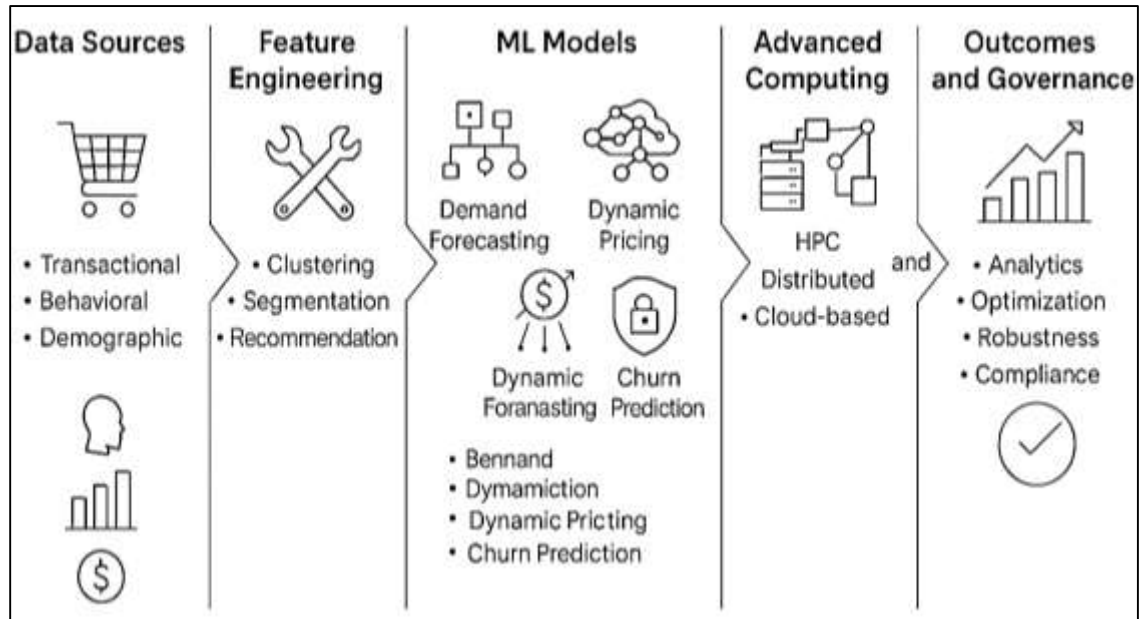 Data Sources
• Transactional
• Behavioral
• Demographic
$
Feature
Engineering
• Clustering
• Segmentation
• Recommendation
ML Models
Demand
Forecasting
Dynamic
Pricing
$
Dynamic
Foranasting
Churn
Prediction
• Bennand
• Dymamiction
• Dynamic Pricting
• Churn Prediction
Advanced
Computing
HPC
Distributed and
• Cloud-based
Outcomes
and Governance
• Analytics
• Optimization
• Robustness
• Compliance